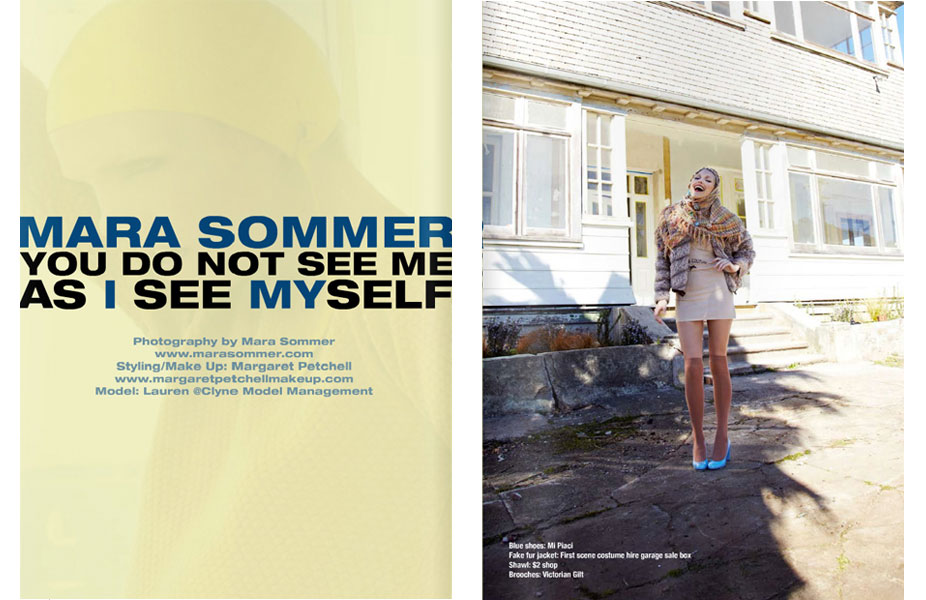 MARA SOMMER
YOU DO NOT SEE ME
AS I SEE MYSELF
Photography by Mara Sommer
www.marasommer.com
Styling/Make Up: Margaret Petchell
www.margaretpetchellmakeup.com
Model: Lauren @Clyne Model Management
Blue shoes: Mi Piaci
Fake fur jacket: First scene costume hire garage sale box
Shawl: $2 shop
Brooches: Victorian Gilt